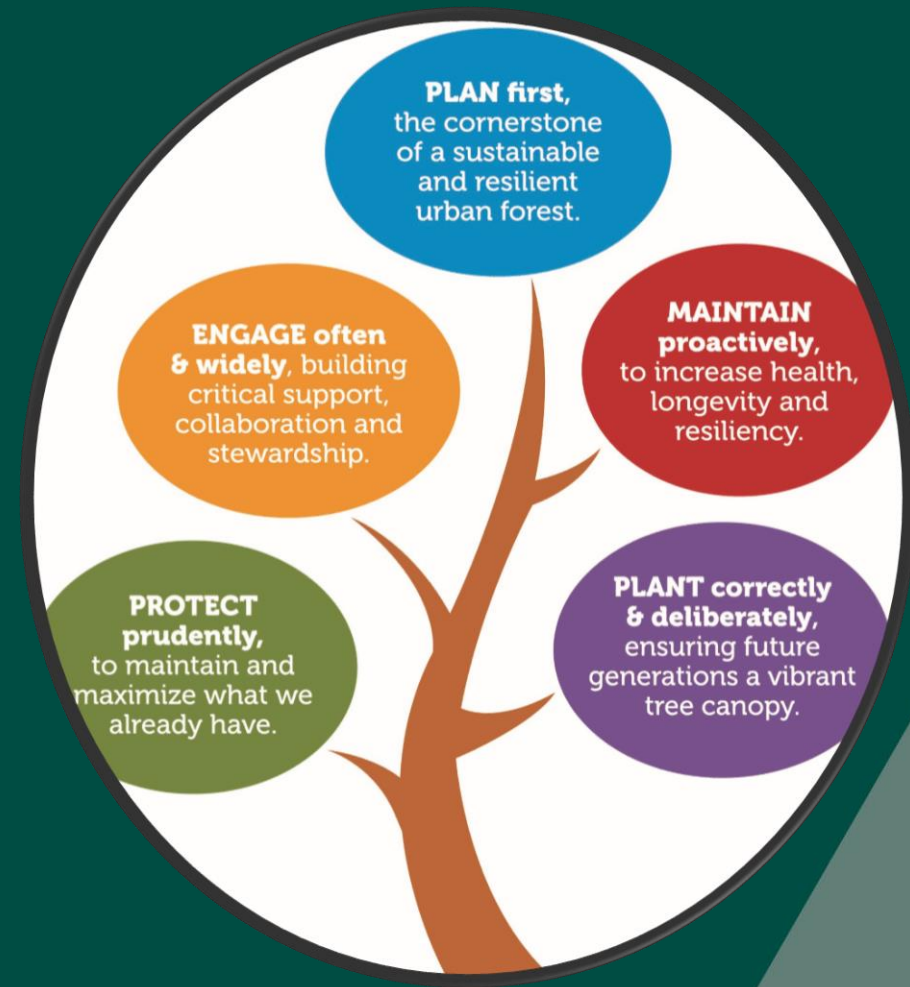 PLAN first,
the cornerstone
of a sustainable
and resilient
urban forest.
ENGAGE often
& widely, building
critical support,
collaboration and
stewardship.
MAINTAIN
proactively,
to increase health,
longevity and
resiliency.
PROTECT
prudently,
to maintain and
maximize what we
already have.
PLANT correctly
& deliberately,
ensuring future
generations a vibrant
tree canopy.